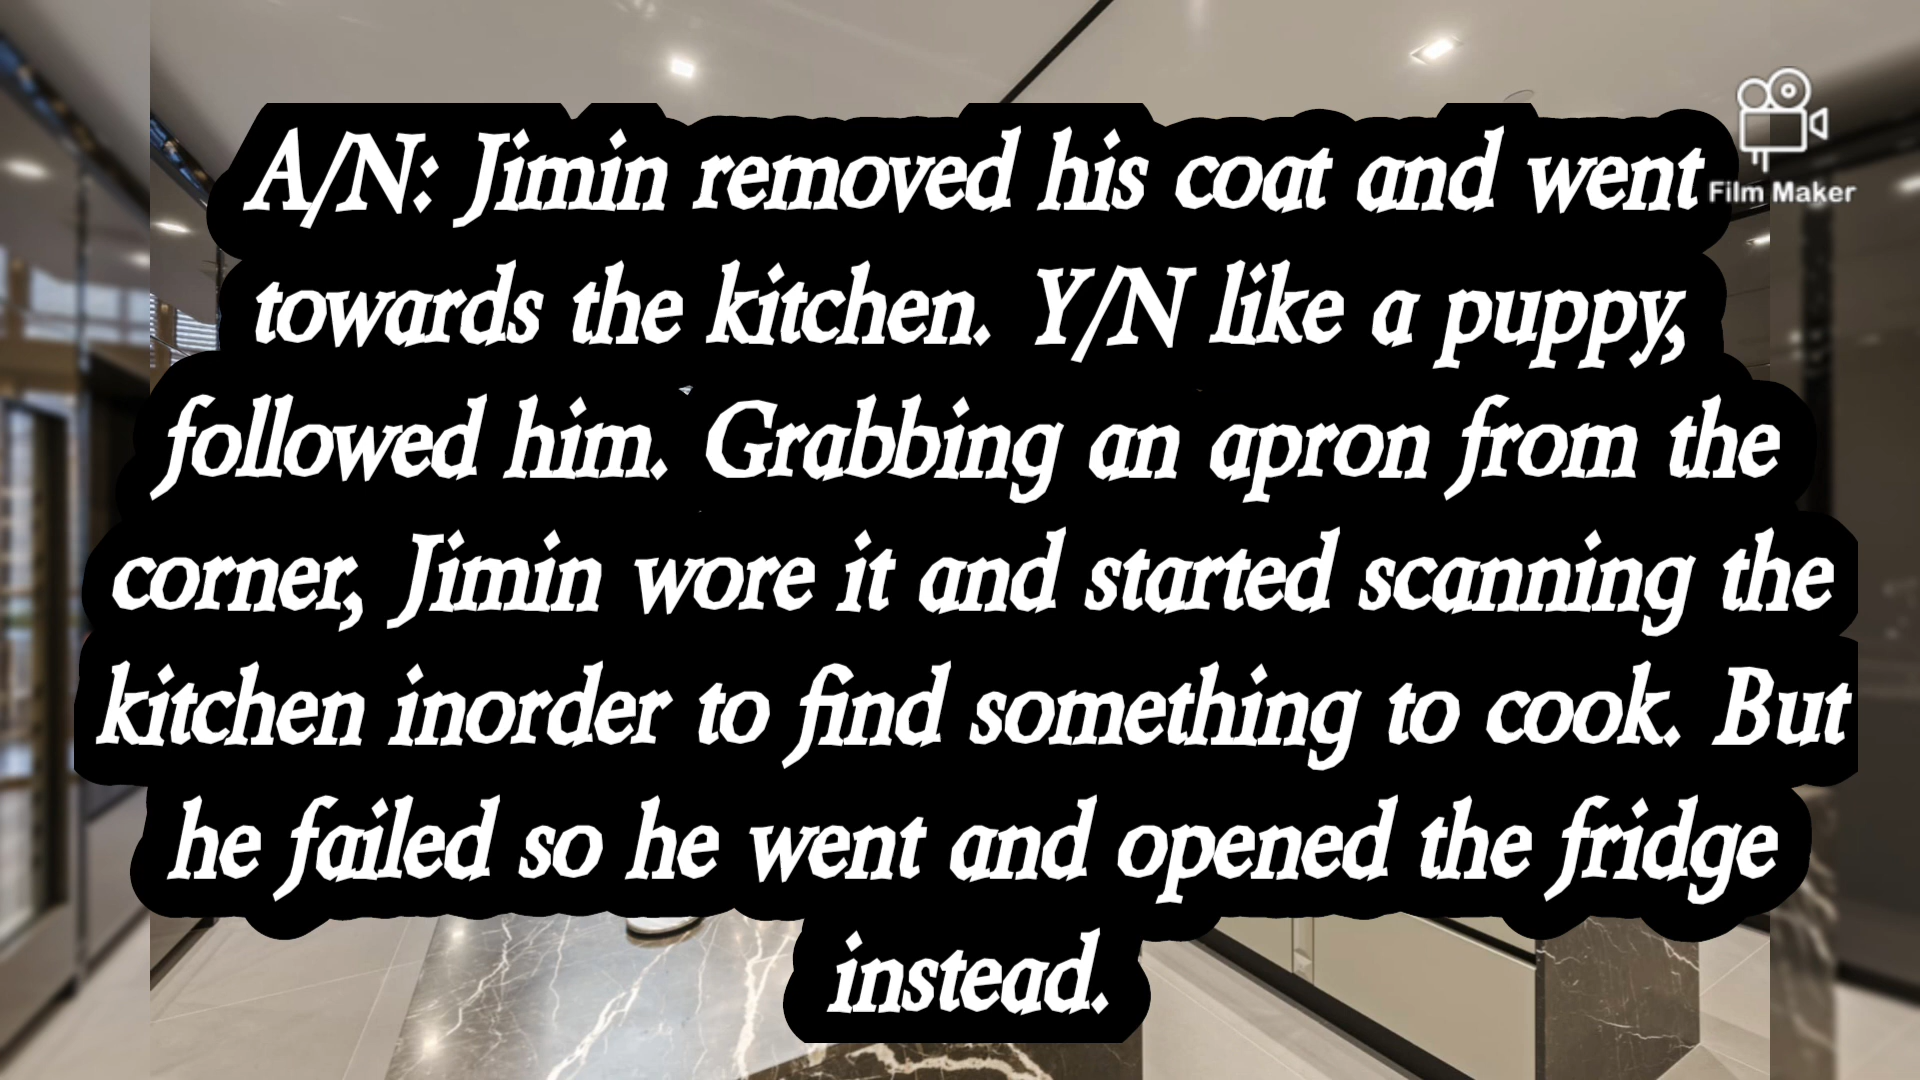 A/N: Jimin removed his coat and went
Film Maker
towards the kitchen. Y/N like a puppy,
followed him. Grabbing an apron from the
corner, Jimin wore it and started scanning the
kitchen inorder to find something to cook. But
he failed so he went and opened the fridge
instead.